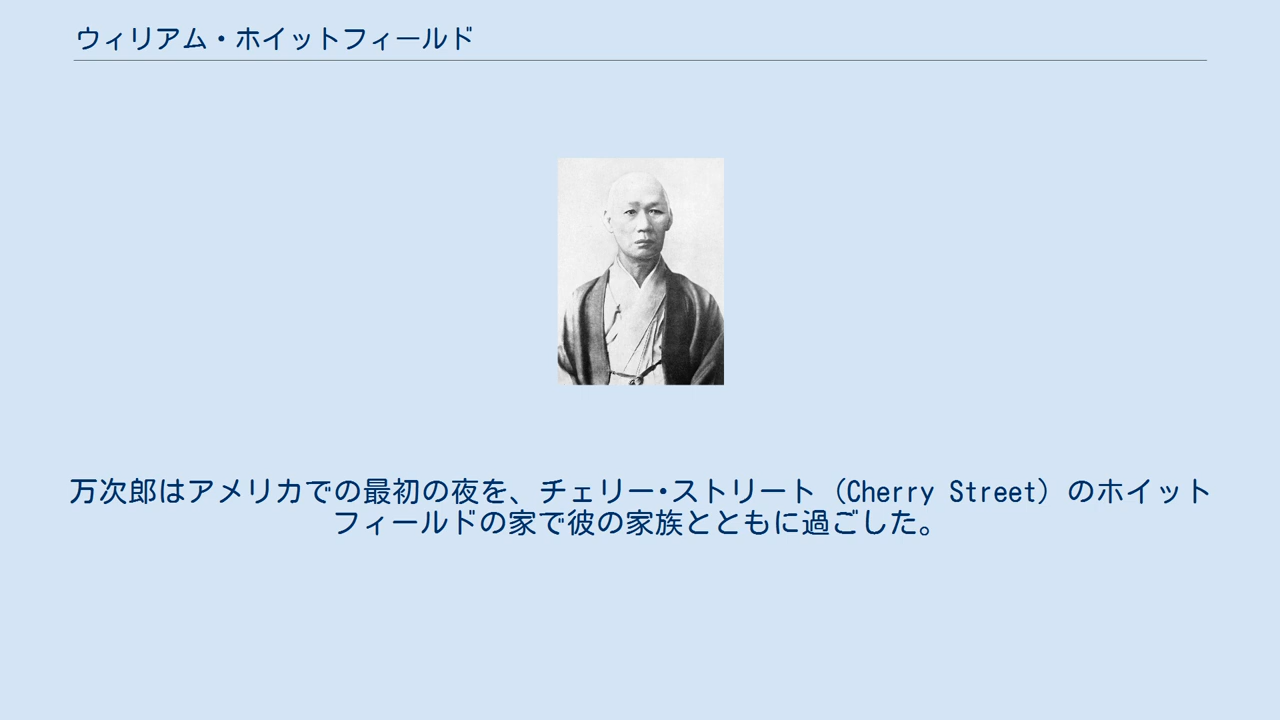 ウィリアム・ホイットフィールド
万次郎はアメリカでの最初の夜を、チェリー・ストリート（Cherry Street）のホイット
フィールドの家で彼の家族とともに過ごした。